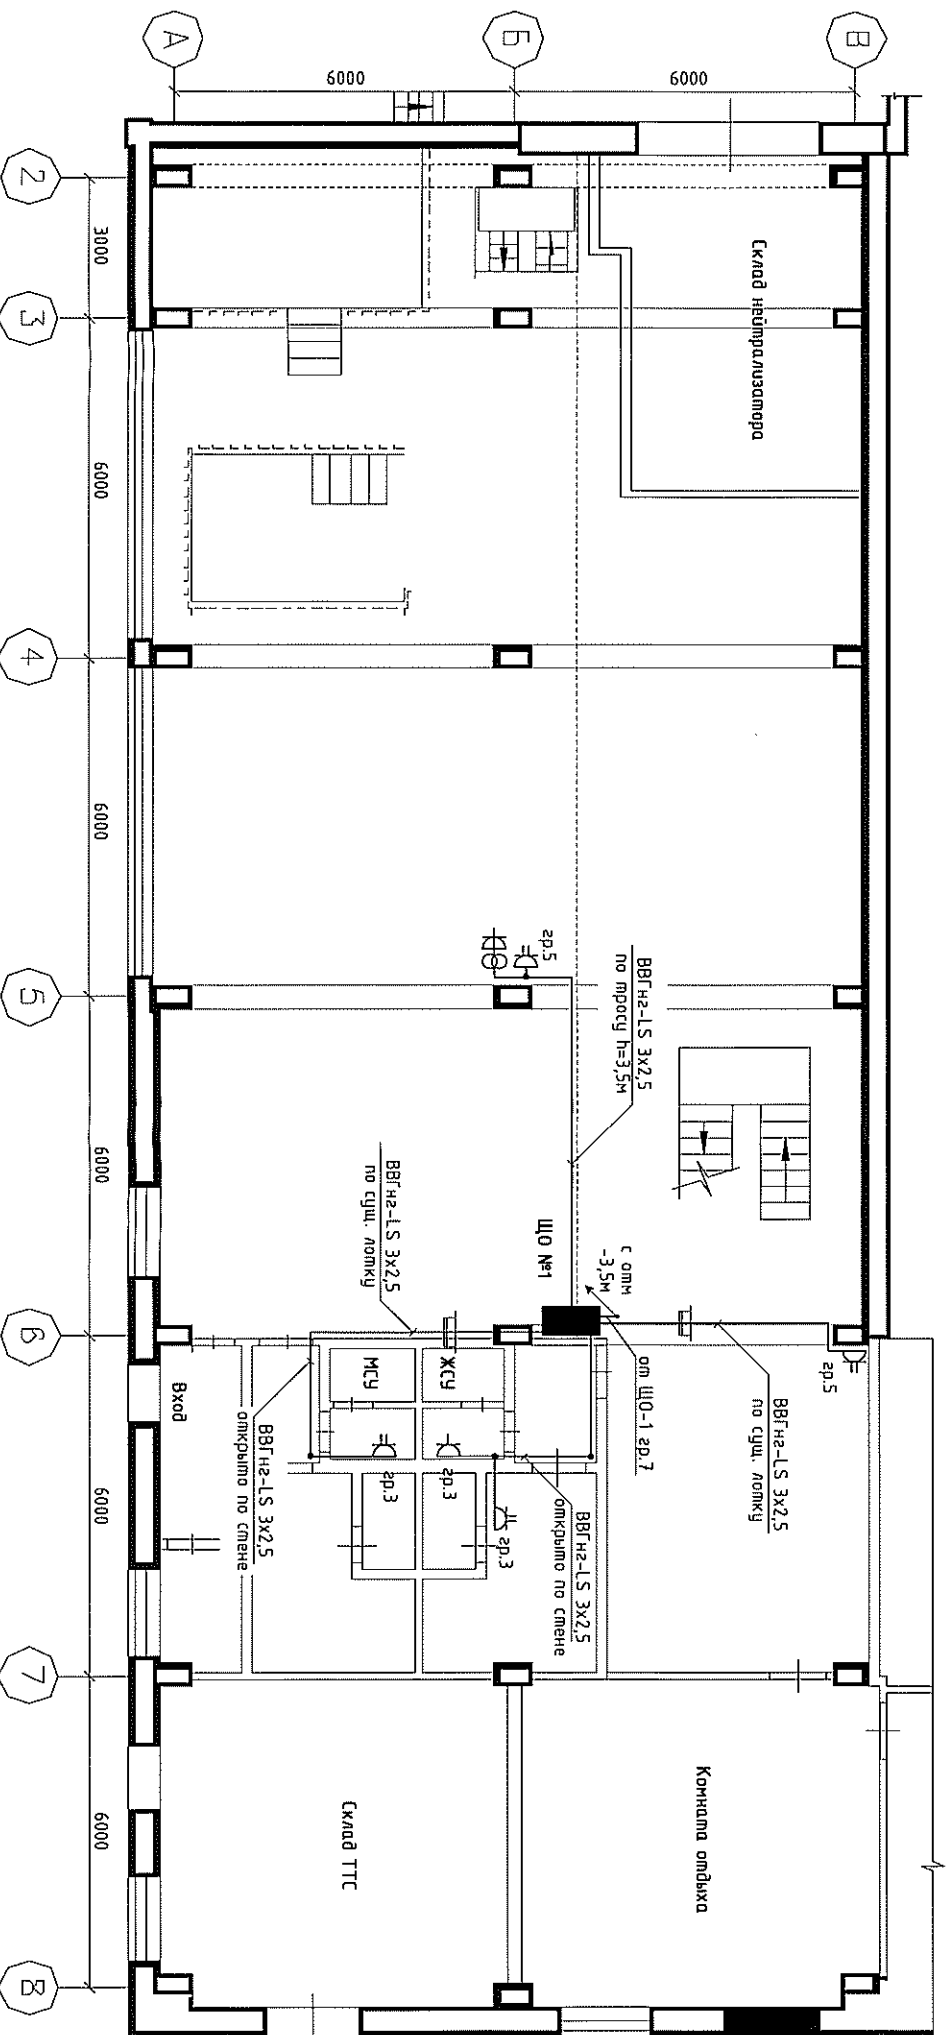 А
Б
В
6000
6000
2
3
4
5
6
7
8
3000
6000
6000
6000
6000
6000
Склад нейтрализатора
гр.5
ВВГнг-LS 3х2,5
по тросу h=3,5м
ВВГнг-LS 3х2,5
по сущ. лотку
ЩО №1
с отм
-3,5м
от ЩО-1 гр.7
гр.5
ВВГнг-LS 3х2,5
по сущ. лотку
МСУ
ЖСУ
Вход
ВВГнг-LS 3х2,5
открыто по стене
гр.3
гр.3
гр.3
ВВГнг-LS 3х2,5
открыто по стене
Склад ТТС
Комната отдыха